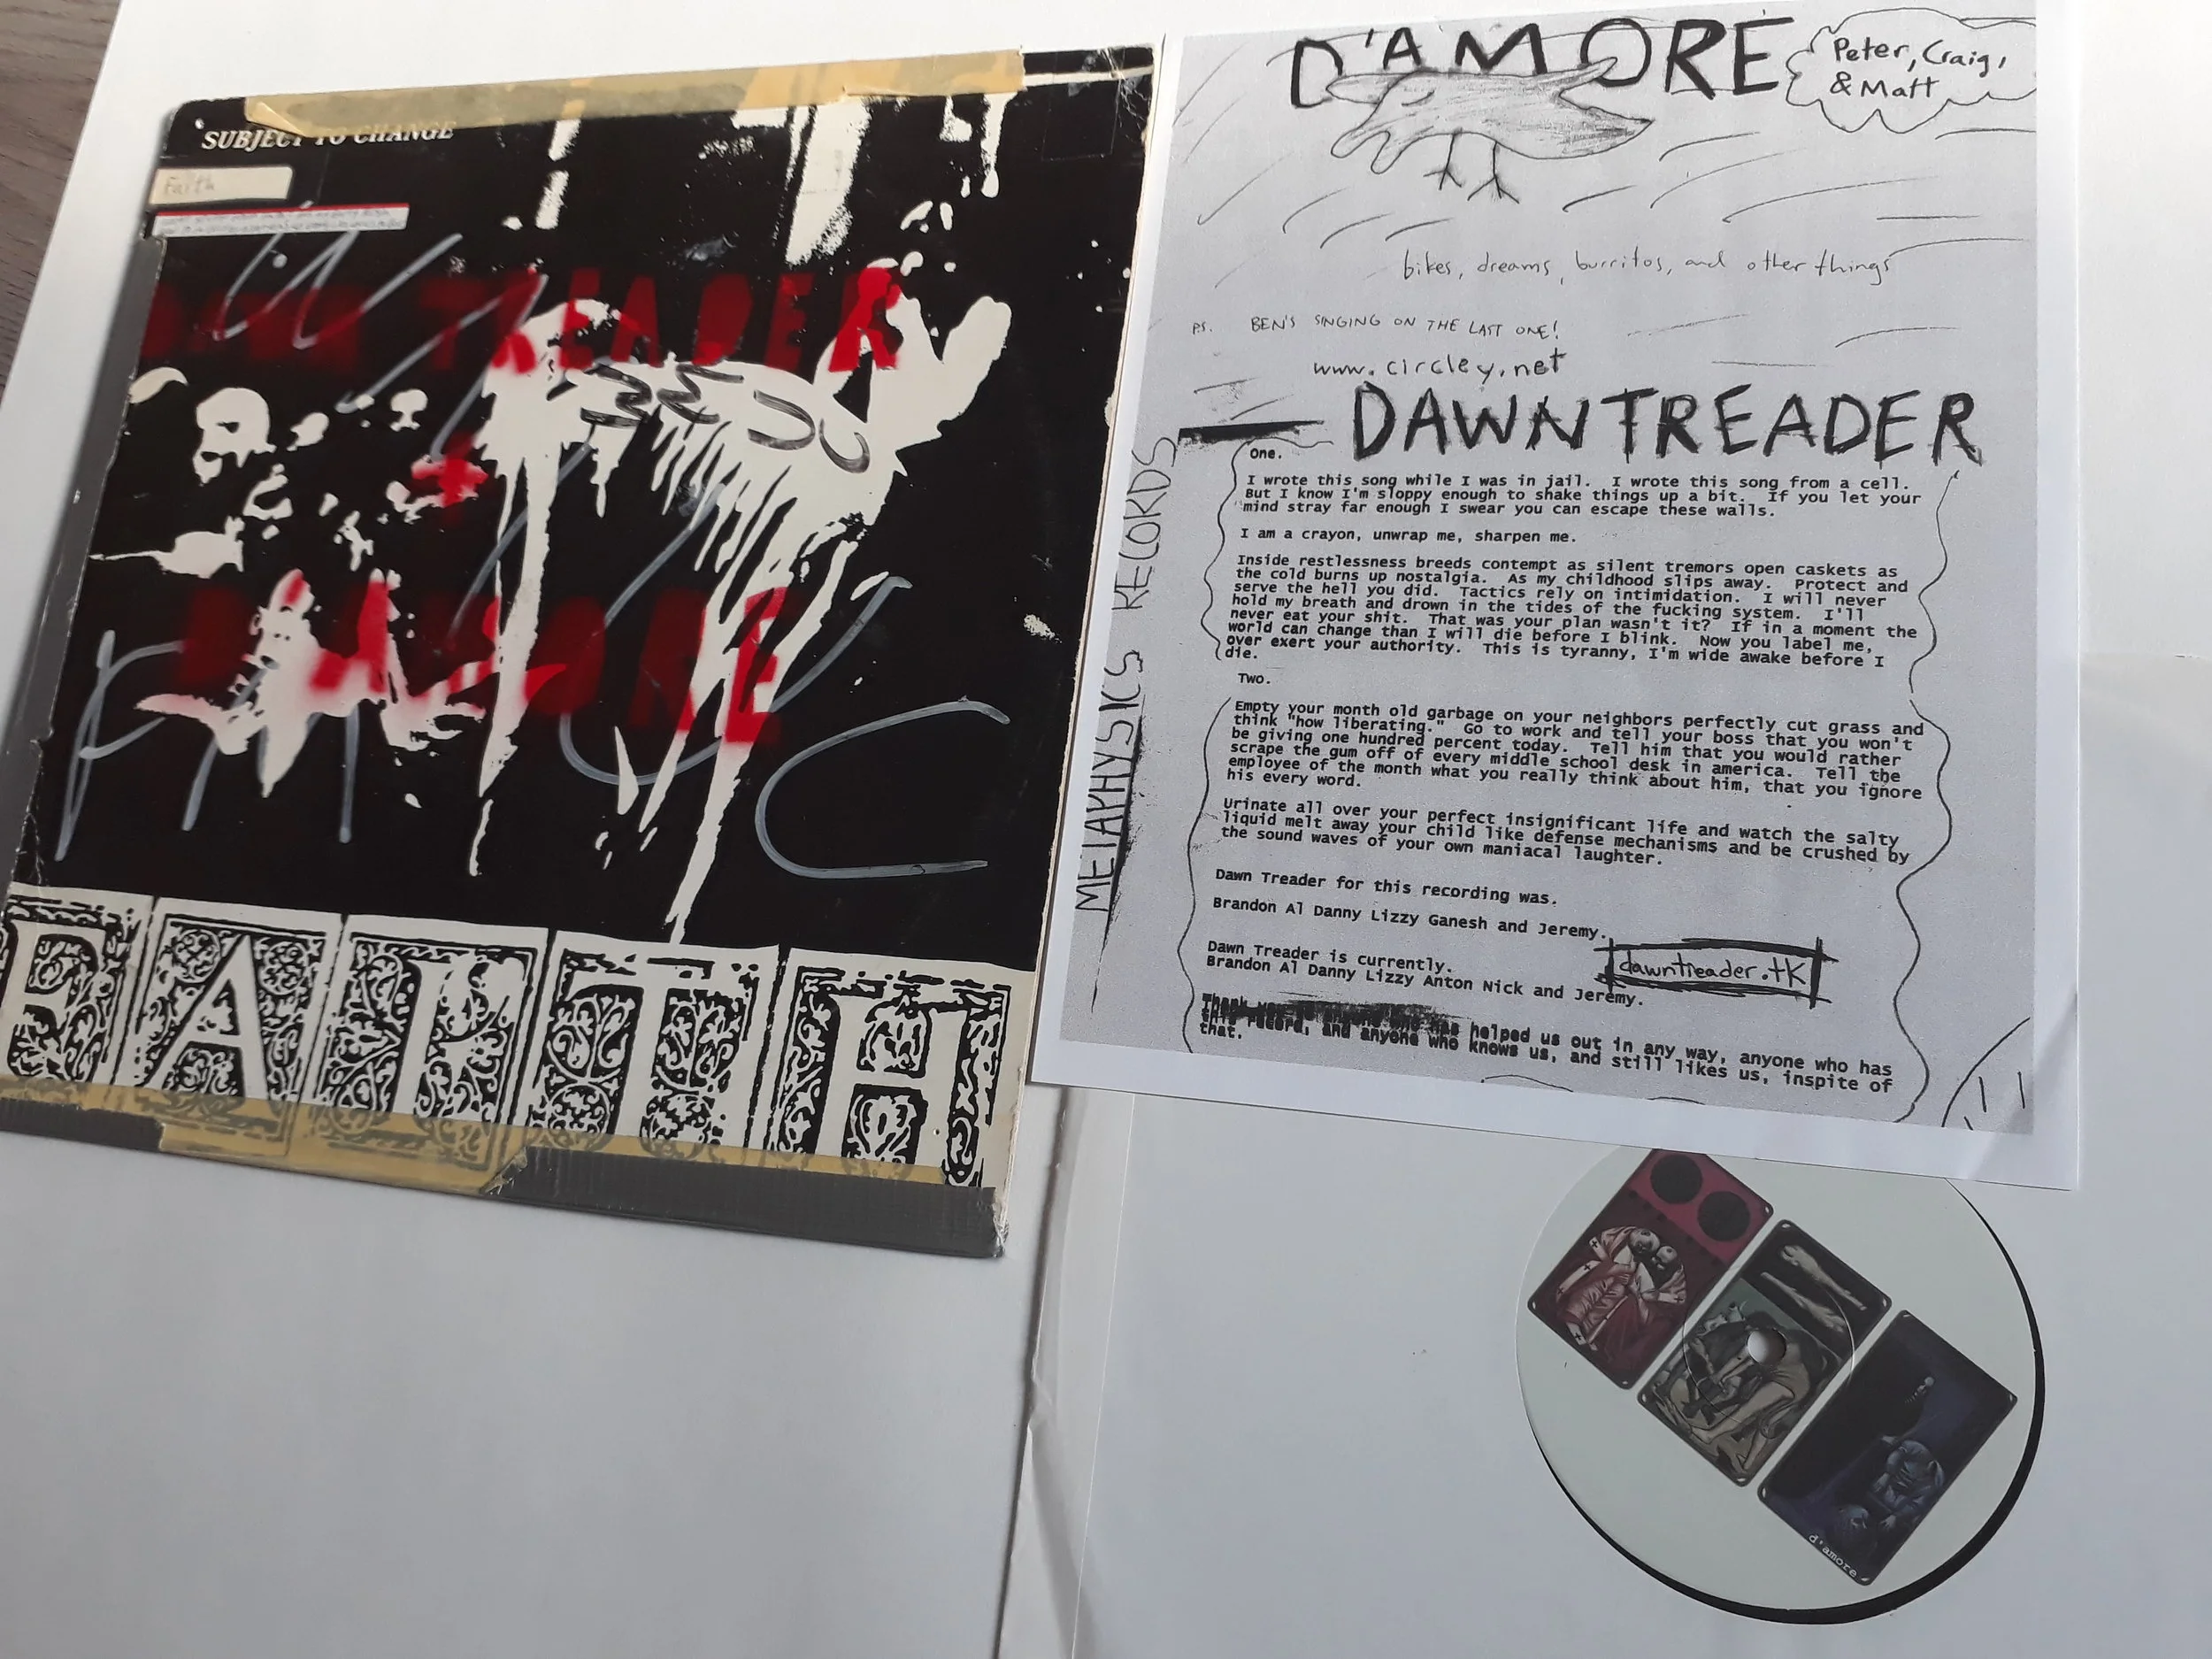 SUBJECT TO CHANGE
Faith
DAWN TREADER
+
D'AMORE
FAITH
D'AMORE
Peter, Craig,
& Matt
bikes, dreams, burritos, and other things
PS. BEN'S SINGING ON THE LAST ONE!
www.circley.net
DAWN TREADER
METAPHYSICS RECORDS
One.
I wrote this song while I was in jail. I wrote this song from a cell.
But I know I'm sloppy enough to shake things up a bit. If you let your
mind stray far enough I swear you can escape these walls.
I am a crayon, unwrap me, sharpen me.
Inside restlessness breeds contempt as silent tremors open caskets as
the cold burns up nostalgia. As my childhood slips away. Protect and
serve the hell you did. Tactics rely on intimidation. I will never
hold my breath and drown in the tides of the fucking system. I'll
never eat your shit. That was your plan wasn't it? If in a moment the
world can change than I will die before I blink. Now you label me,
over exert your authority. This is tyranny, I'm wide awake before I
die.
Two.
Empty your month old garbage on your neighbors perfectly cut grass and
think "how liberating." Go to work and tell your boss that you won't
be giving one hundred percent today. Tell him that you would rather
scrape the gum off of every middle school desk in america. Tell the
employee of the month what you really think about him, that you ignore
his every word.
Urinate all over your perfect insignificant life and watch the salty
liquid melt away your child like defense mechanisms and be crushed by
the sound waves of your own maniacal laughter.
Dawn Treader for this recording was.
Brandon Al Danny Lizzy Ganesh and Jeremy.
Dawn Treader is currently.
Brandon Al Danny Lizzy Anton Nick and Jeremy.
dawntreader.tk
Thank you to anyone who has helped us out in any way, anyone who has
this record, and anyone who knows us, and still likes us, inspite of
that.
d'amore